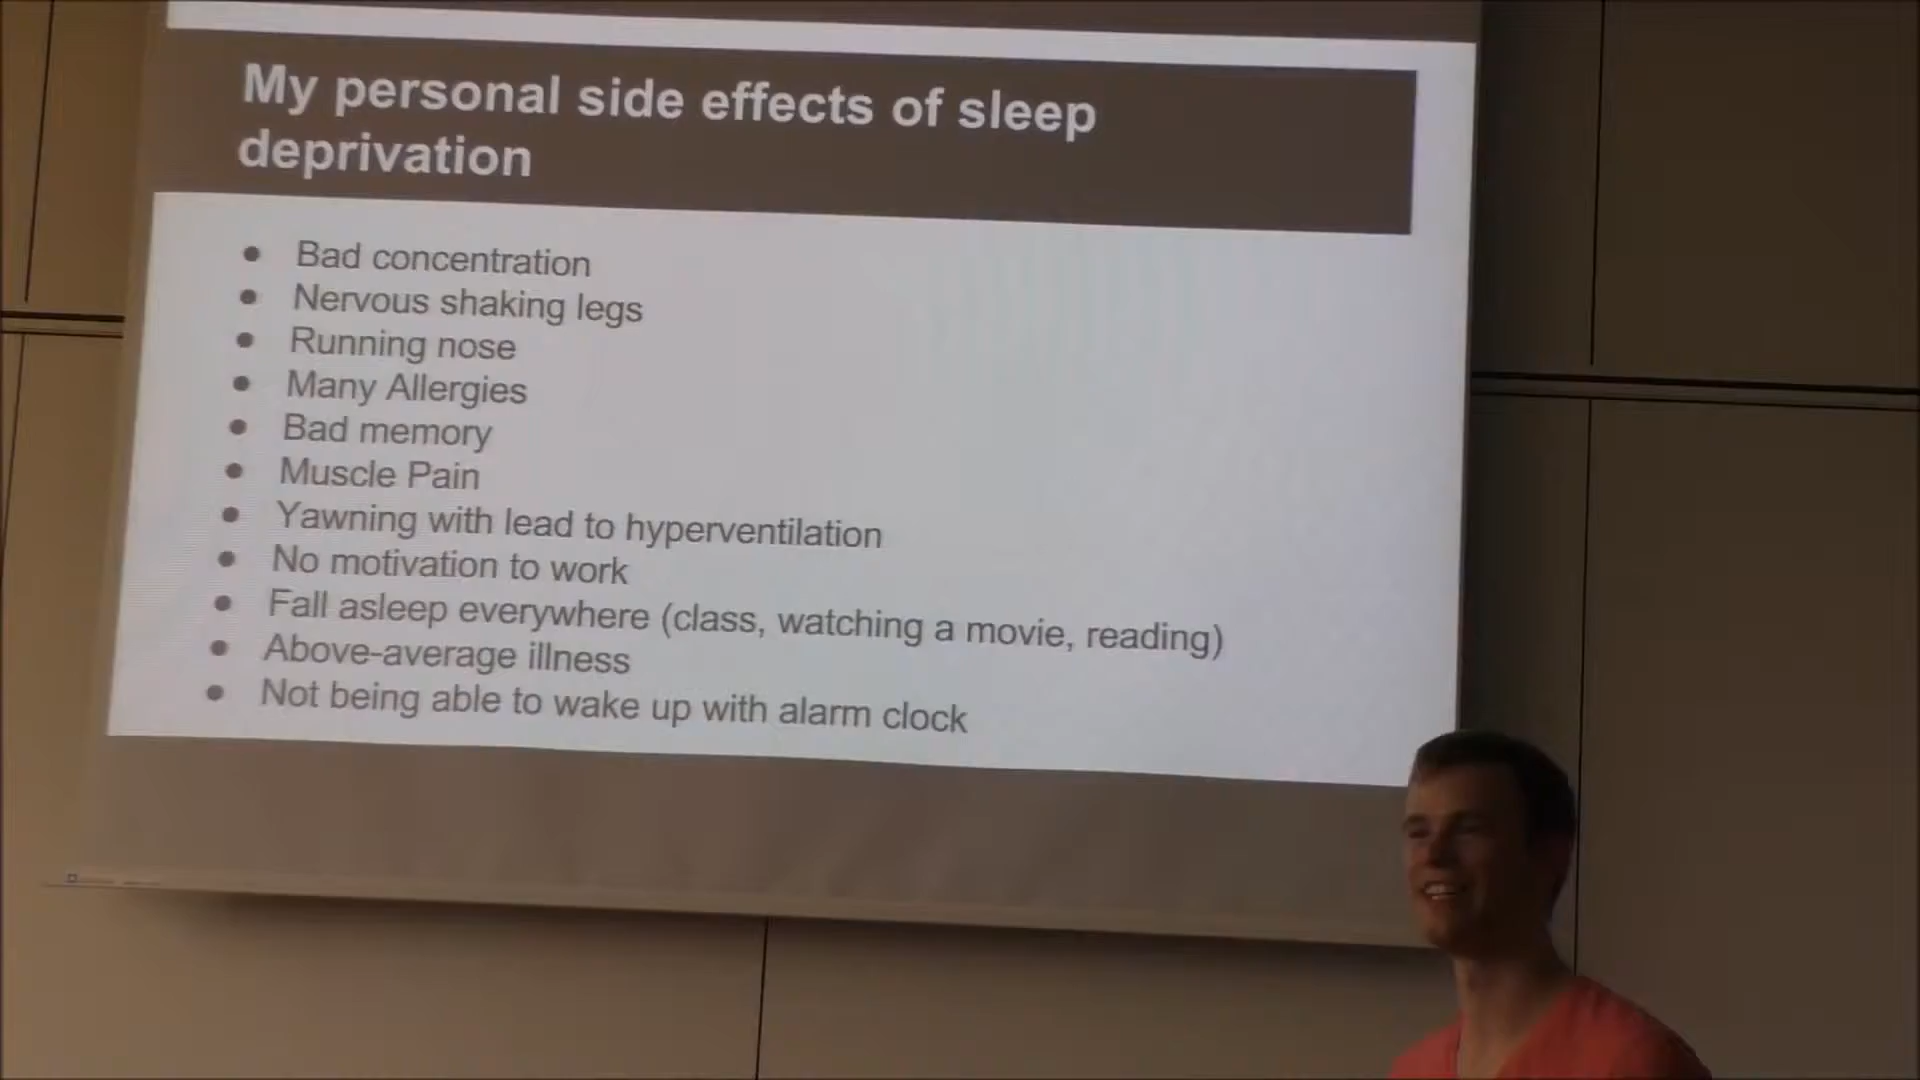 My personal side effects of sleep
deprivation
● Bad concentration
● Nervous shaking legs
● Running nose
● Many Allergies
● Bad memory
● Muscle Pain
● Yawning with lead to hyperventilation
● No motivation to work
● Fall asleep everywhere (class, watching a movie, reading)
● Above-average illness
● Not being able to wake up with alarm clock